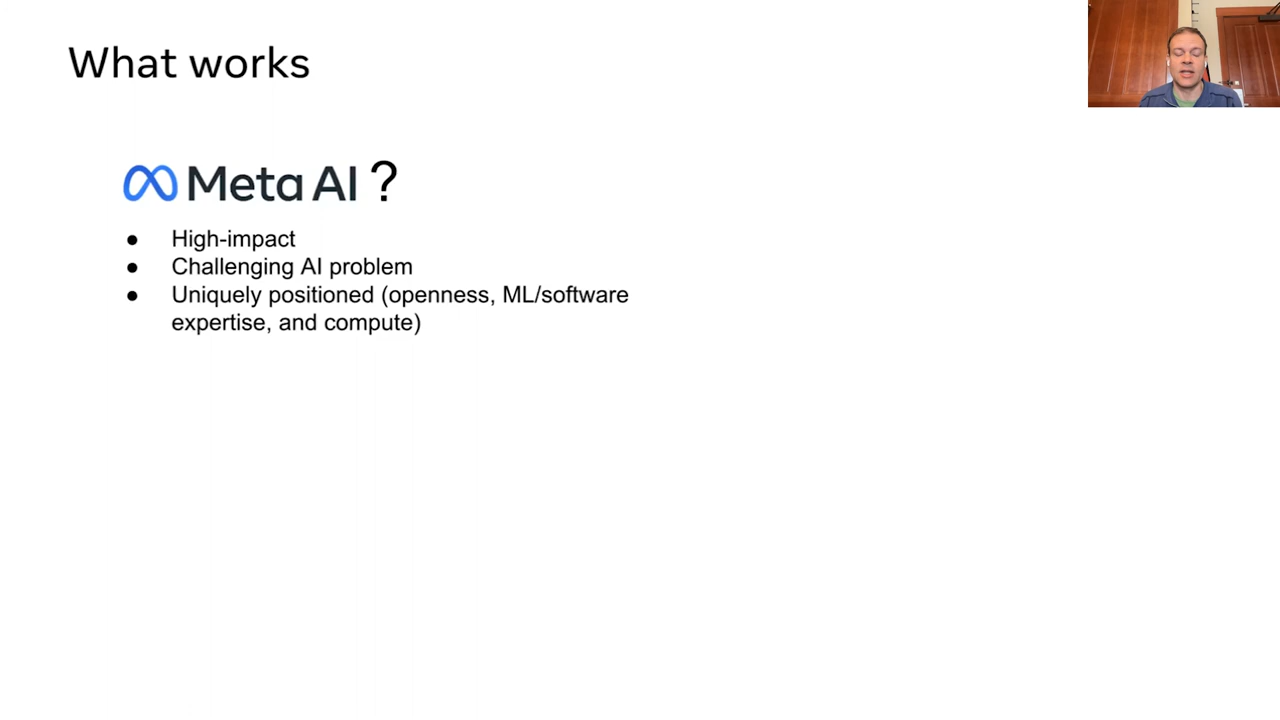 What works
Meta AI ?
● High-impact
● Challenging AI problem
● Uniquely positioned (openness, ML/software
expertise, and compute)